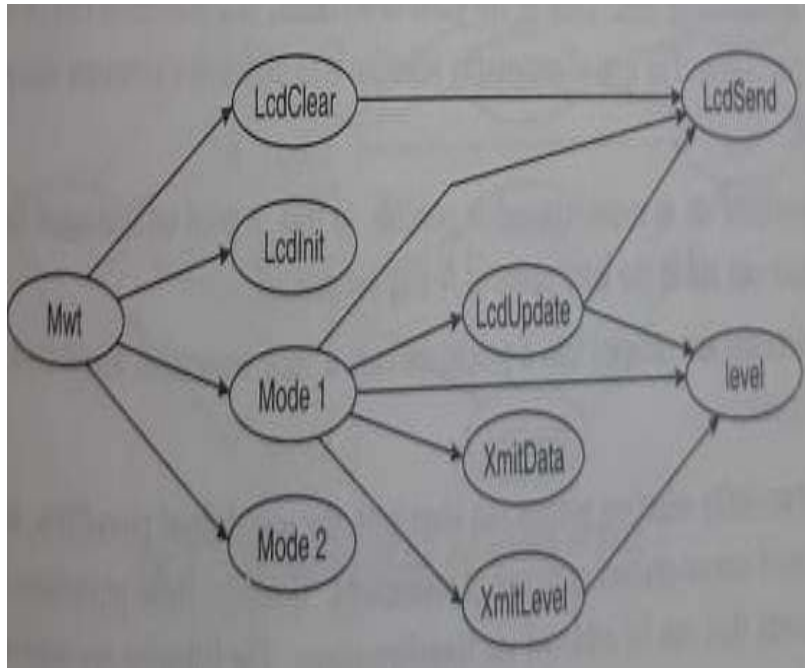 LcdClear
LcdSend
LcdInit
Mwt
LcdUpdate
Mode 1
level
XmitData
Mode 2
XmitLevel